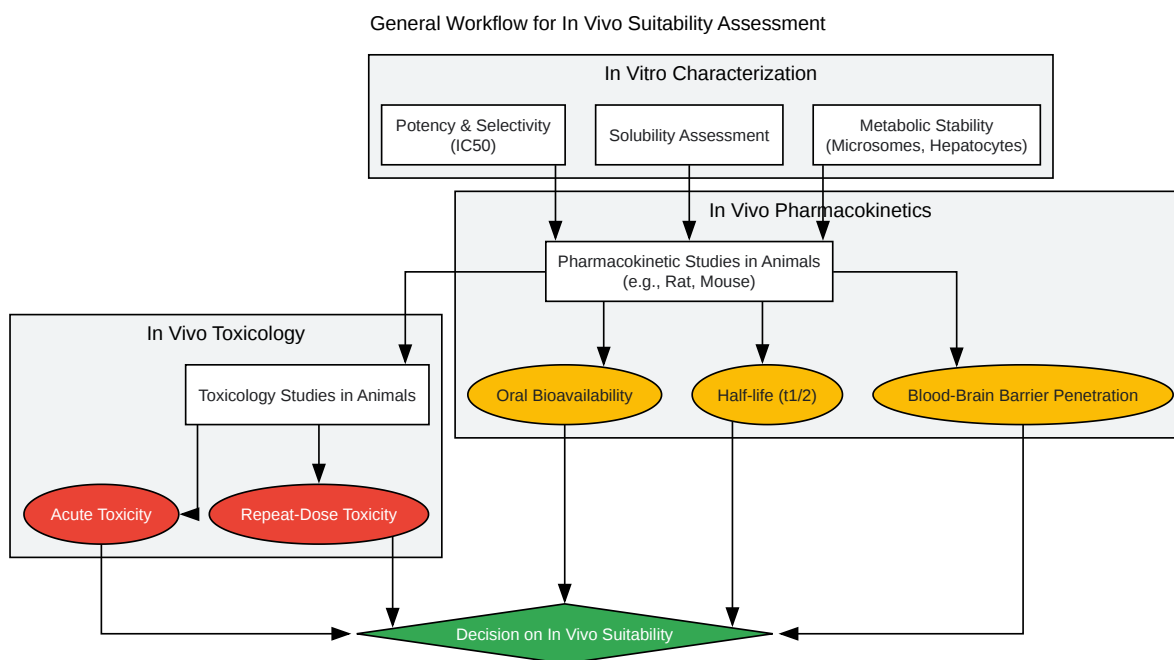 General Workflow for In Vivo Suitability Assessment
In Vitro Characterization
Potency & Selectivity
(IC50)
Solubility Assessment
Metabolic Stability
(Microsomes, Hepatocytes)
In Vivo Pharmacokinetics
Pharmacokinetic Studies in Animals
(e.g., Rat, Mouse)
In Vivo Toxicology
Toxicology Studies in Animals
Oral Bioavailability
Half-life (t1/2)
Blood-Brain Barrier Penetration
Acute Toxicity
Repeat-Dose Toxicity
Decision on In Vivo Suitability